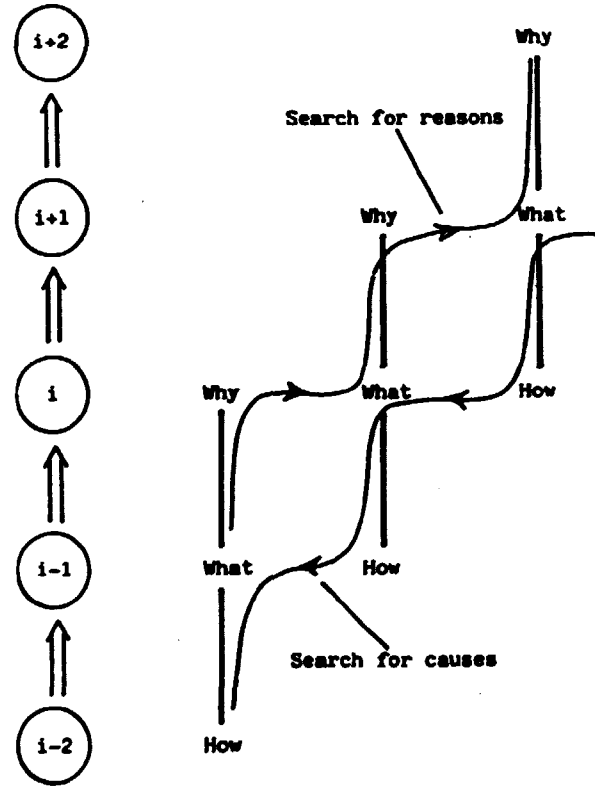 i+2
Why
Search for reasons
i+1
Why
What
i
Why
What
How
i-1
What
How
Search for causes
i-2
How